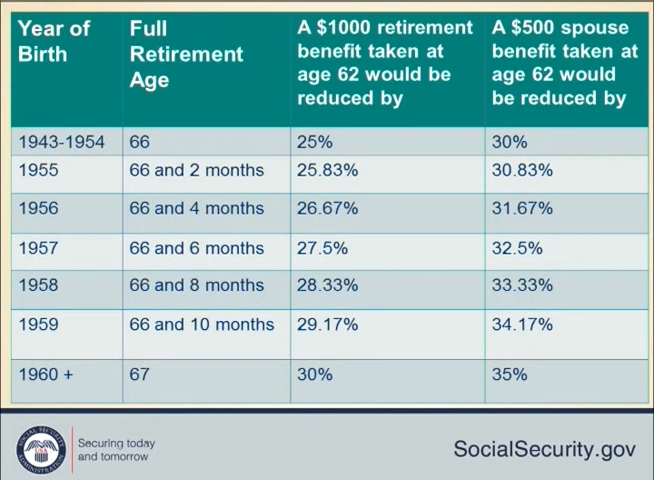 Year of
Birth
Full
Retirement
Age
A $1000 retirement
benefit taken at
age 62 would be
reduced by
A $500 spouse
benefit taken at
age 62 would
be reduced by
1943-1954 66 25% 30%
1955 66 and 2 months 25.83% 30.83%
1956 66 and 4 months 26.67% 31.67%
1957 66 and 6 months 27.5% 32.5%
1958 66 and 8 months 28.33% 33.33%
1959 66 and 10 months 29.17% 34.17%
1960 + 67 30% 35%
SOCIAL SECURITY
ADMINISTRATION
USA
Securing today
and tomorrow
SocialSecurity.gov